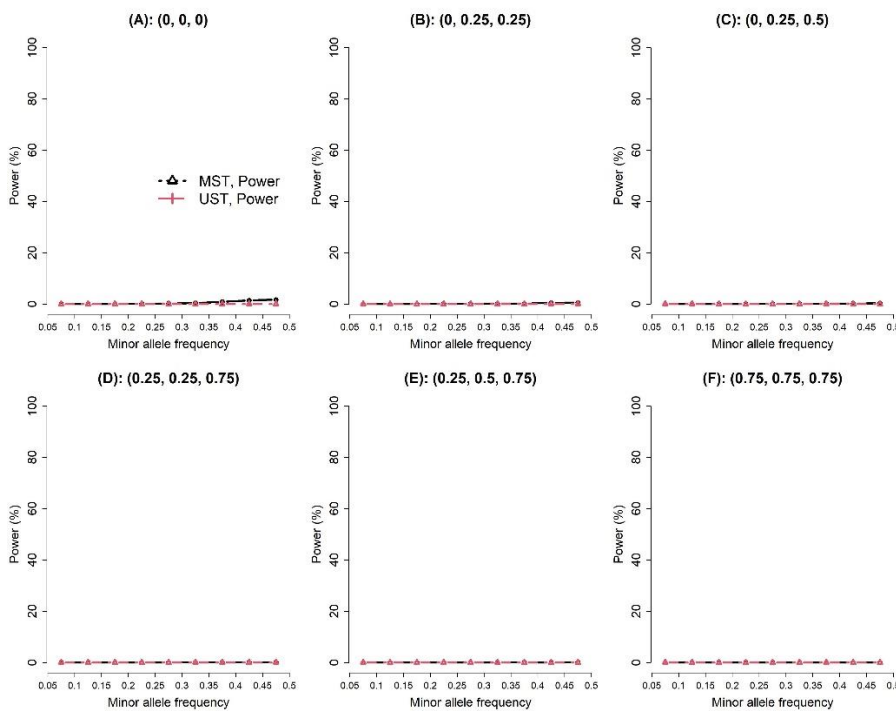 (A): (0, 0, 0)
Power (%)
100
80
60
40
20
0
MST, Power
UST, Power
0.05 0.1 0.15 0.2 0.25 0.3 0.35 0.4 0.45 0.5
Minor allele frequency
(B): (0, 0.25, 0.25)
Power (%)
100
80
60
40
20
0
0.05 0.1 0.15 0.2 0.25 0.3 0.35 0.4 0.45 0.5
Minor allele frequency
(C): (0, 0.25, 0.5)
Power (%)
100
80
60
40
20
0
0.05 0.1 0.15 0.2 0.25 0.3 0.35 0.4 0.45 0.5
Minor allele frequency
(D): (0.25, 0.25, 0.75)
Power (%)
100
80
60
40
20
0
0.05 0.1 0.15 0.2 0.25 0.3 0.35 0.4 0.45 0.5
Minor allele frequency
(E): (0.25, 0.5, 0.75)
Power (%)
100
80
60
40
20
0
0.05 0.1 0.15 0.2 0.25 0.3 0.35 0.4 0.45 0.5
Minor allele frequency
(F): (0.75, 0.75, 0.75)
Power (%)
100
80
60
40
20
0
0.05 0.1 0.15 0.2 0.25 0.3 0.35 0.4 0.45 0.5
Minor allele frequency